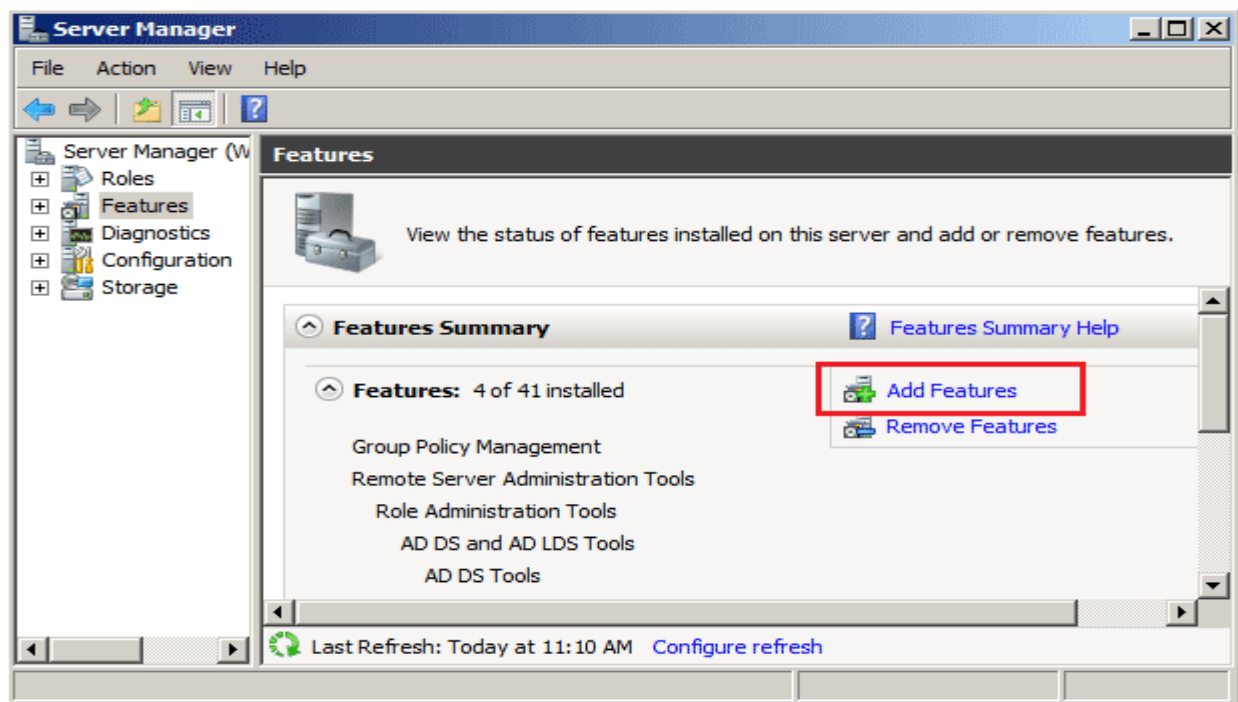 Server Manager
File Action View Help
Server Manager (W
Roles
Features
Diagnostics
Configuration
Storage
Features
View the status of features installed on this server and add or remove features.
Features Summary
Features Summary Help
Features: 4 of 41 installed
Add Features
Remove Features
Group Policy Management
Remote Server Administration Tools
Role Administration Tools
AD DS and AD LDS Tools
AD DS Tools
Last Refresh: Today at 11:10 AM Configure refresh